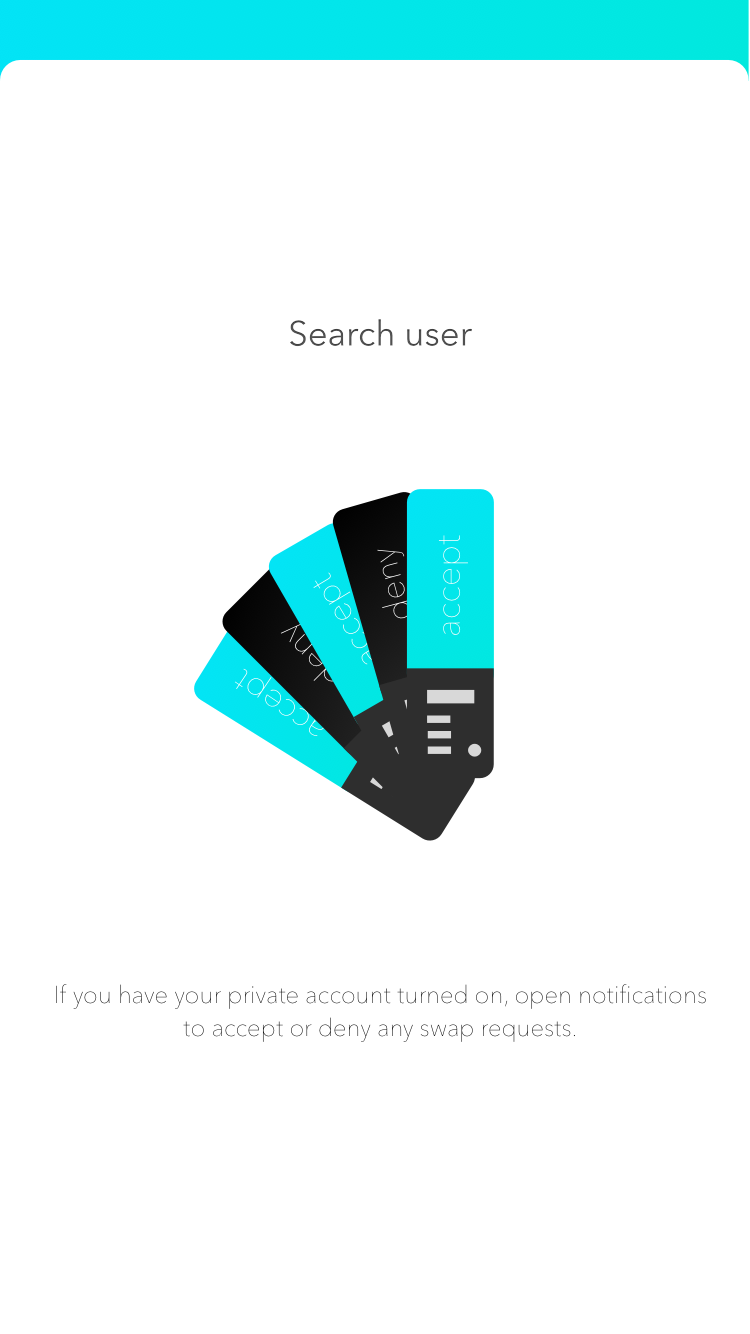 Search user
accept
deny
accept
deny
accept
If you have your private account turned on, open notifications
to accept or deny any swap requests.